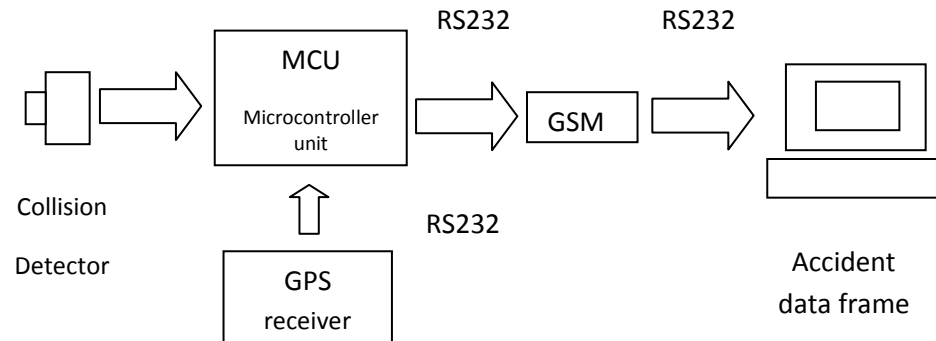 RS232
RS232
MCU
Microcontroller
unit
GSM
Collision
Detector
RS232
GPS
receiver
Accident
data frame